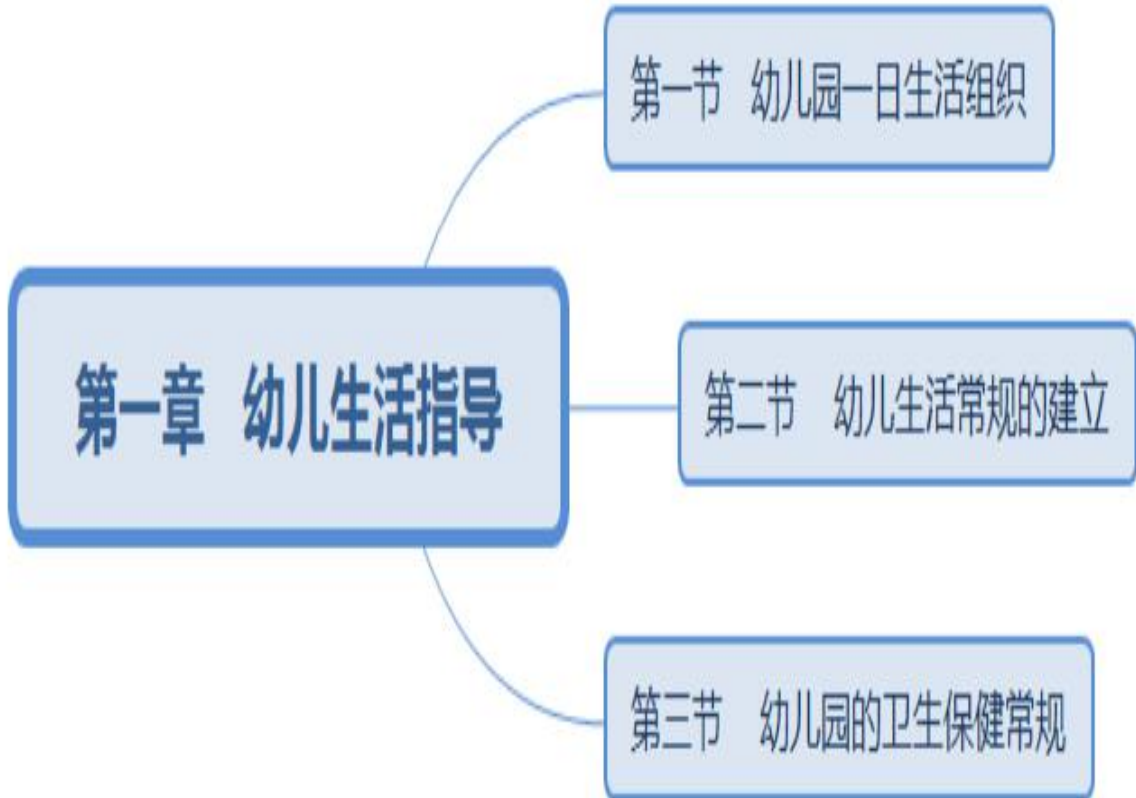 第一节 幼儿园一日生活组织
第一章 幼儿生活指导
第二节 幼儿生活常规的建立
第三节 幼儿园的卫生保健常规